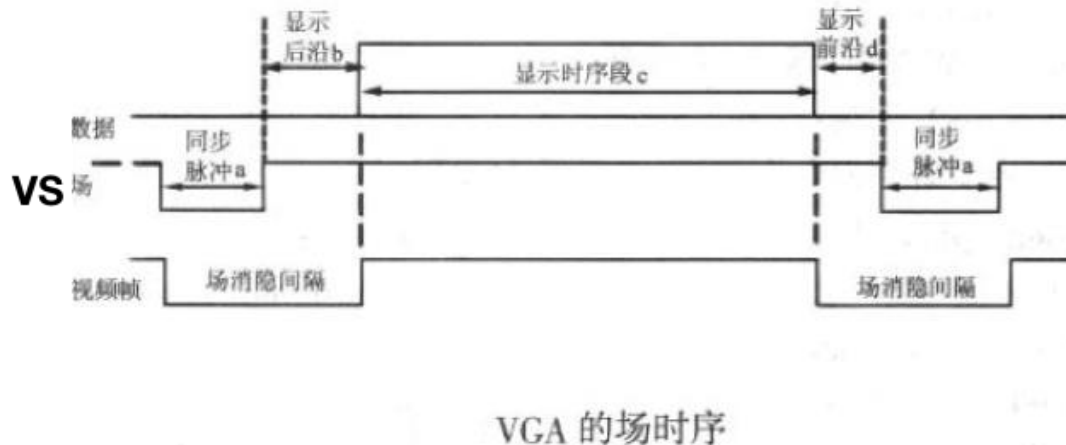 显示
后沿b
显示
前沿d
显示时序段c
数据
同步
脉冲a
同步
脉冲a
VS
场
场消隐间隔
视频帧
场消隐间隔
VGA 的场时序